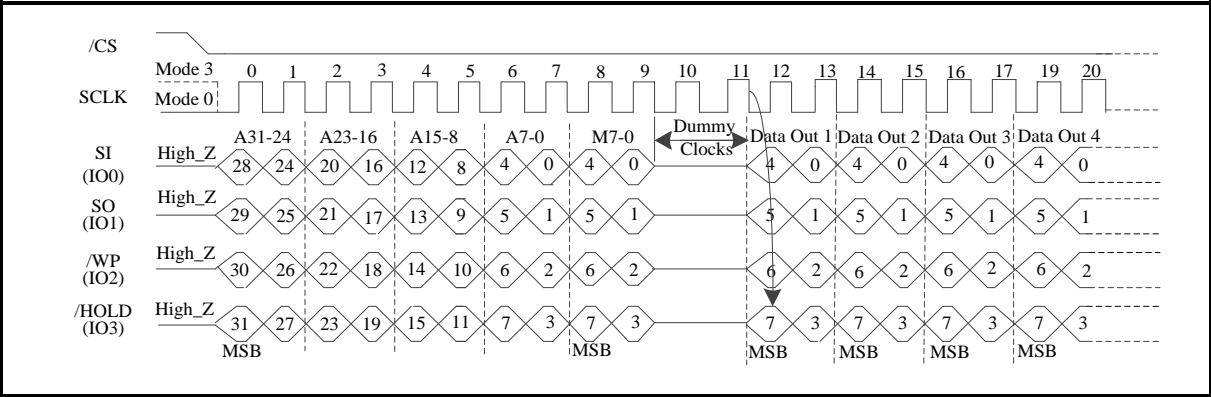 /CS
Mode 3 0 1 2 3 4 5 6 7 8 9 10 11 12 13 14 15 16 17 19 20
SCLK Mode 0
A31-24 A23-16 A15-8 A7-0 M7-0 Dummy Clocks Data Out 1 Data Out 2 Data Out 3 Data Out 4
SI (IO0) High_Z 28 24 20 16 12 8 4 0 4 0 4 0 4 0 4 0 4 0
SO (IO1) High_Z 29 25 21 17 13 9 5 1 5 1 5 1 5 1 5 1 5 1
/WP (IO2) High_Z 30 26 22 18 14 10 6 2 6 2 6 2 6 2 6 2 6 2
/HOLD (IO3) High_Z 31 27 23 19 15 11 7 3 7 3 7 3 7 3 7 3 7 3
MSB MSB MSB MSB MSB MSB